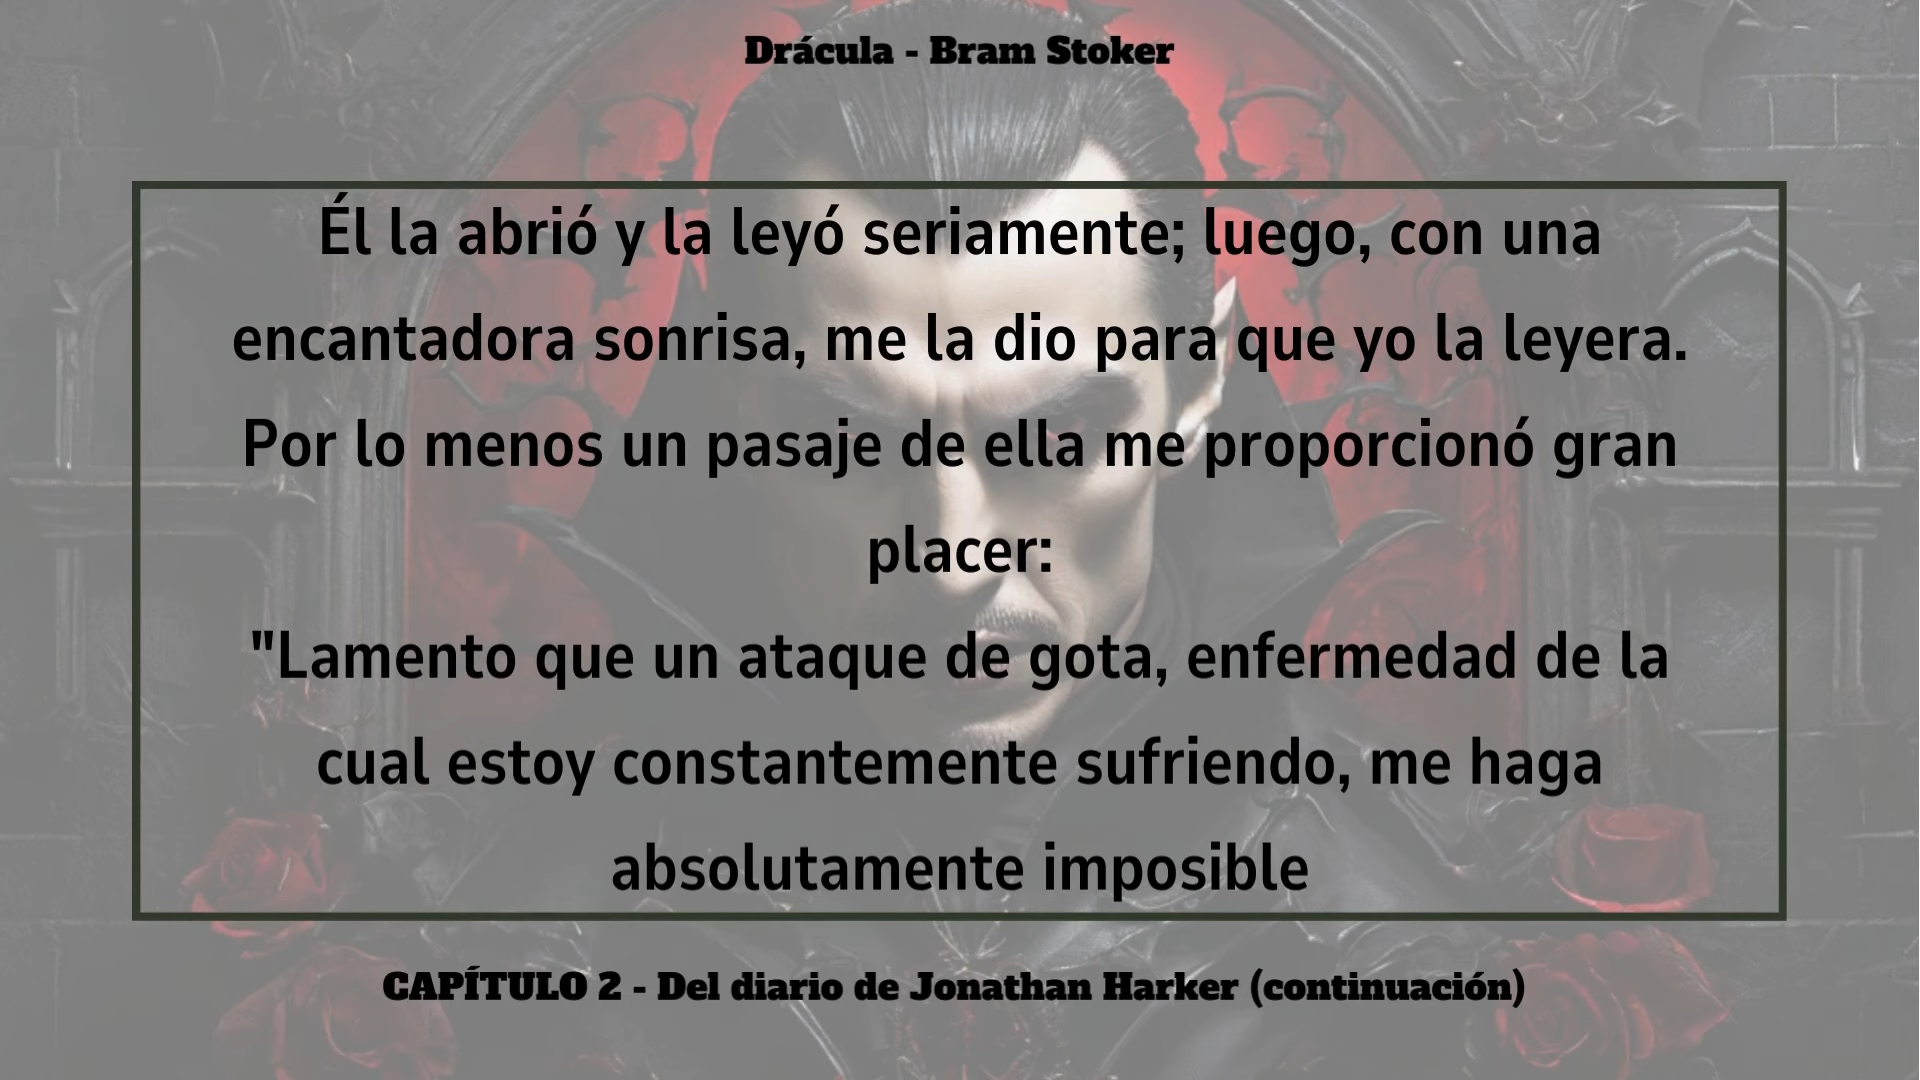 Drácula - Bram Stoker
Él la abrió y la leyó seriamente; luego, con una
encantadora sonrisa, me la dio para que yo la leyera.
Por lo menos un pasaje de ella me proporcionó gran
placer:
"Lamento que un ataque de gota, enfermedad de la
cual estoy constantemente sufriendo, me haga
absolutamente imposible
CAPÍTULO 2 - Del diario de Jonathan Harker (continuación)